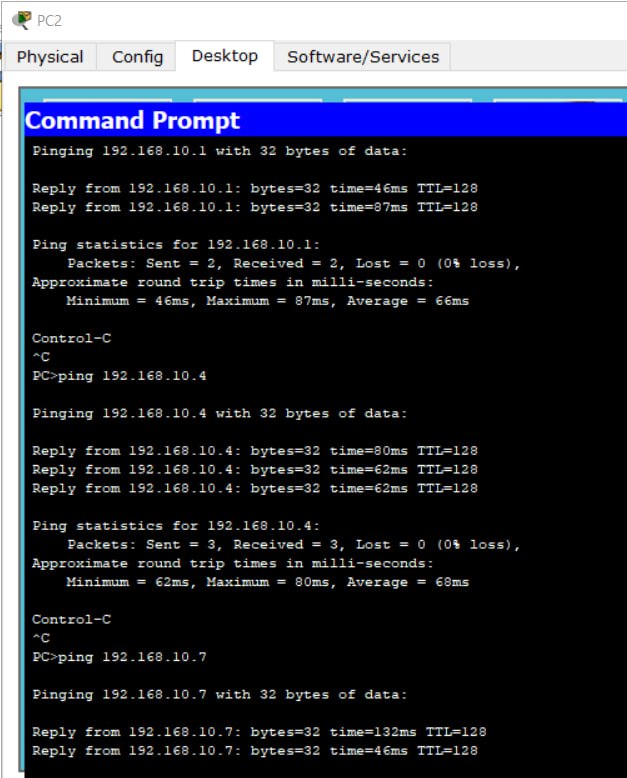 PC2
Physical Config Desktop Software/Services
Command Prompt
Pinging 192.168.10.1 with 32 bytes of data:
Reply from 192.168.10.1: bytes=32 time=46ms TTL=128
Reply from 192.168.10.1: bytes=32 time=87ms TTL=128
Ping statistics for 192.168.10.1:
Packets: Sent = 2, Received = 2, Lost = 0 (0% loss),
Approximate round trip times in milli-seconds:
Minimum = 46ms, Maximum = 87ms, Average = 66ms
Control-C
^C
PC>ping 192.168.10.4
Pinging 192.168.10.4 with 32 bytes of data:
Reply from 192.168.10.4: bytes=32 time=80ms TTL=128
Reply from 192.168.10.4: bytes=32 time=62ms TTL=128
Reply from 192.168.10.4: bytes=32 time=62ms TTL=128
Ping statistics for 192.168.10.4:
Packets: Sent = 3, Received = 3, Lost = 0 (0% loss),
Approximate round trip times in milli-seconds:
Minimum = 62ms, Maximum = 80ms, Average = 68ms
Control-C
^C
PC>ping 192.168.10.7
Pinging 192.168.10.7 with 32 bytes of data:
Reply from 192.168.10.7: bytes=32 time=132ms TTL=128
Reply from 192.168.10.7: bytes=32 time=46ms TTL=128